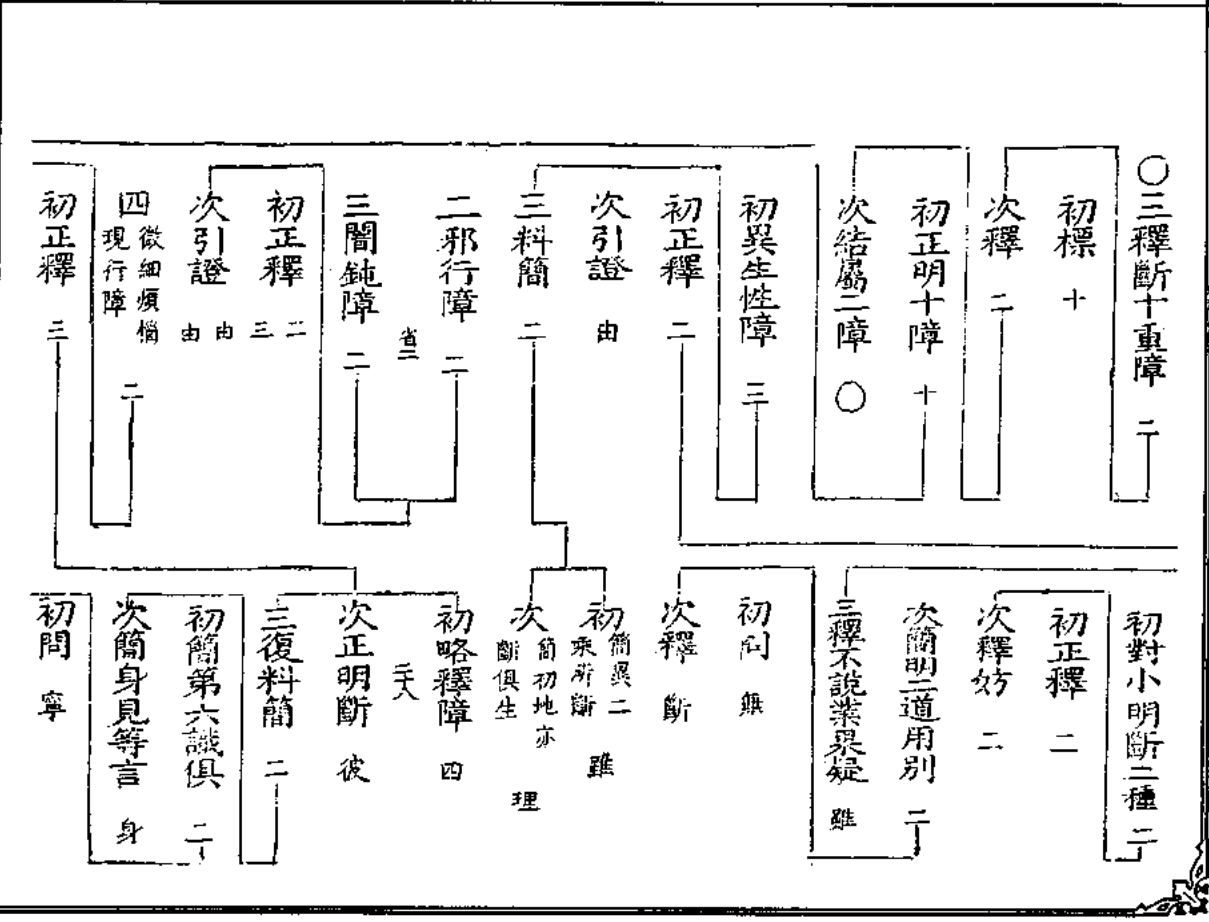 ○三釋斷十重障 二
初標 十
次釋 二
初正明十障 十
次結屬二障 ○
初異生性障 三
初正釋 二
次引證 由
三料簡 二
二邪行障 二
省二
三闇鈍障 二
初正釋 二 三
次引證 由 由
四 微細煩惱現行障 二
初正釋 三
初對小明斷二種 二
初正釋 二
次釋妨 二
次簡明二道用別 二
三釋不說業果疑 雖
初問 無
次釋 斷
初 簡異二乘所斷 雖
次 簡初地亦斷俱生 理
初略釋障 四
次正明斷 彼
三復料簡 二
初簡第六識俱 二
次簡身見等言 身
初問 寧